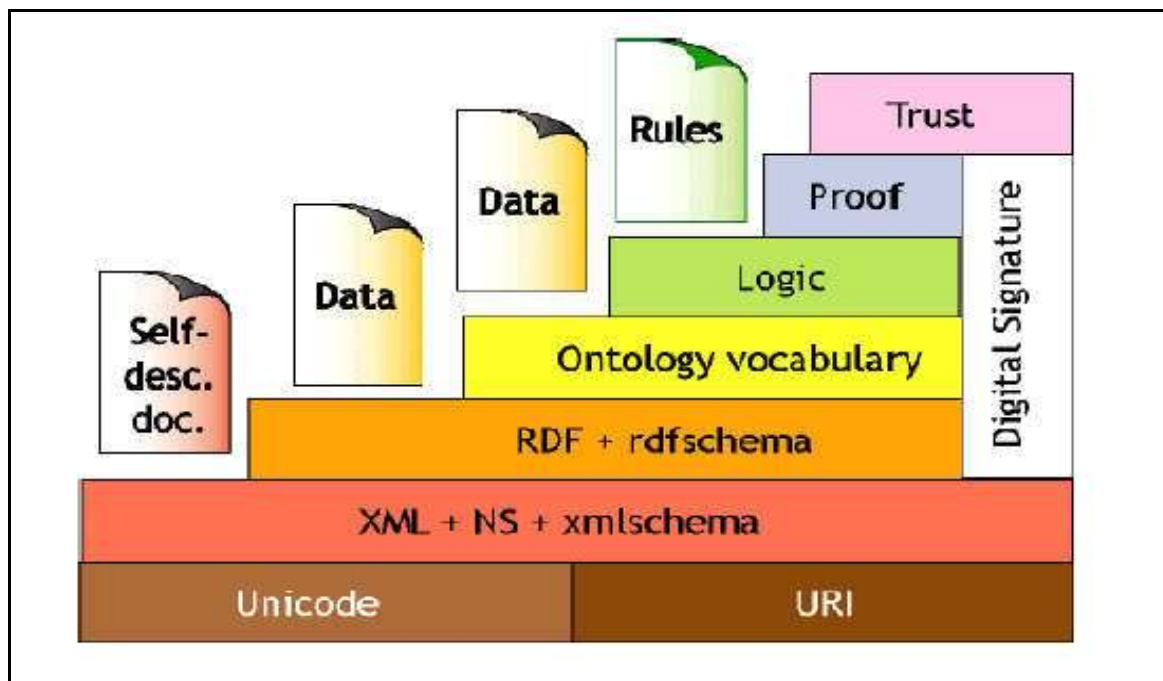 Trust
Rules
Proof
Data
Logic
Digital Signature
Data
Self-
desc.
doc.
Ontology vocabulary
RDF + rdfschema
XML + NS + xmlschema
Unicode
URI